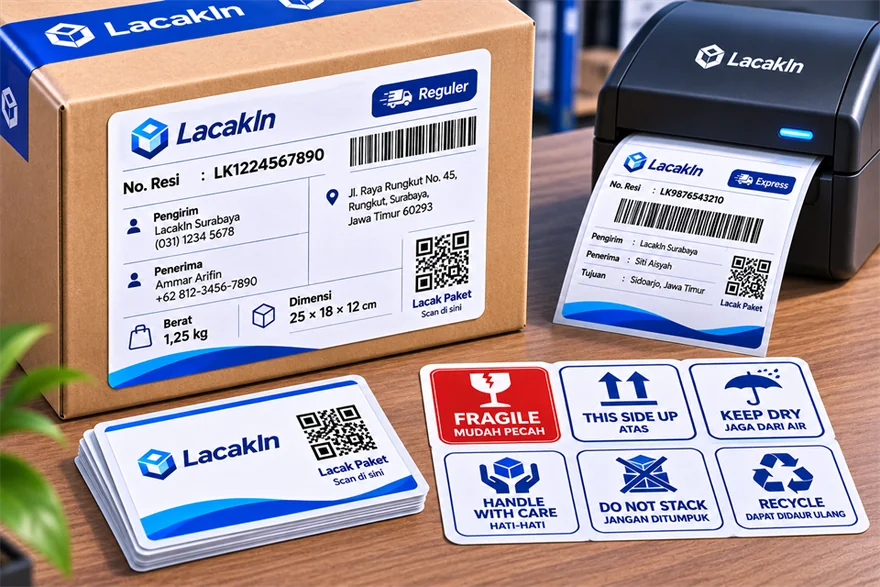 LacakIn
LacakIn
Reguler
No. Resi : LK1224567890
Pengirim
LacakIn Surabaya
(031) 1234 5678
Jl. Raya Rungkut No. 45,
Rungkut, Surabaya,
Jawa Timur 60293
Penerima
Ammar Arifin
+62 812-3456-7890
Berat
1,25 kg
Dimensi
25 × 18 × 12 cm
Lacak Paket
Scan di sini
LacakIn
LacakIn
Express
No. Resi : LK9876543210
Pengirim : LacakIn Surabaya
Penerima : Siti Aisyah
Tujuan : Sidoarjo, Jawa Timur
Lacak Paket
LacakIn
Lacak Paket
Scan di sini
FRAGILE
MUDAH PECAH
THIS SIDE UP
ATAS
KEEP DRY
JAGA DARI AIR
HANDLE
WITH CARE
HATI-HATI
DO NOT STACK
JANGAN DITUMPUK
RECYCLE
DAPAT DIDAUR ULANG